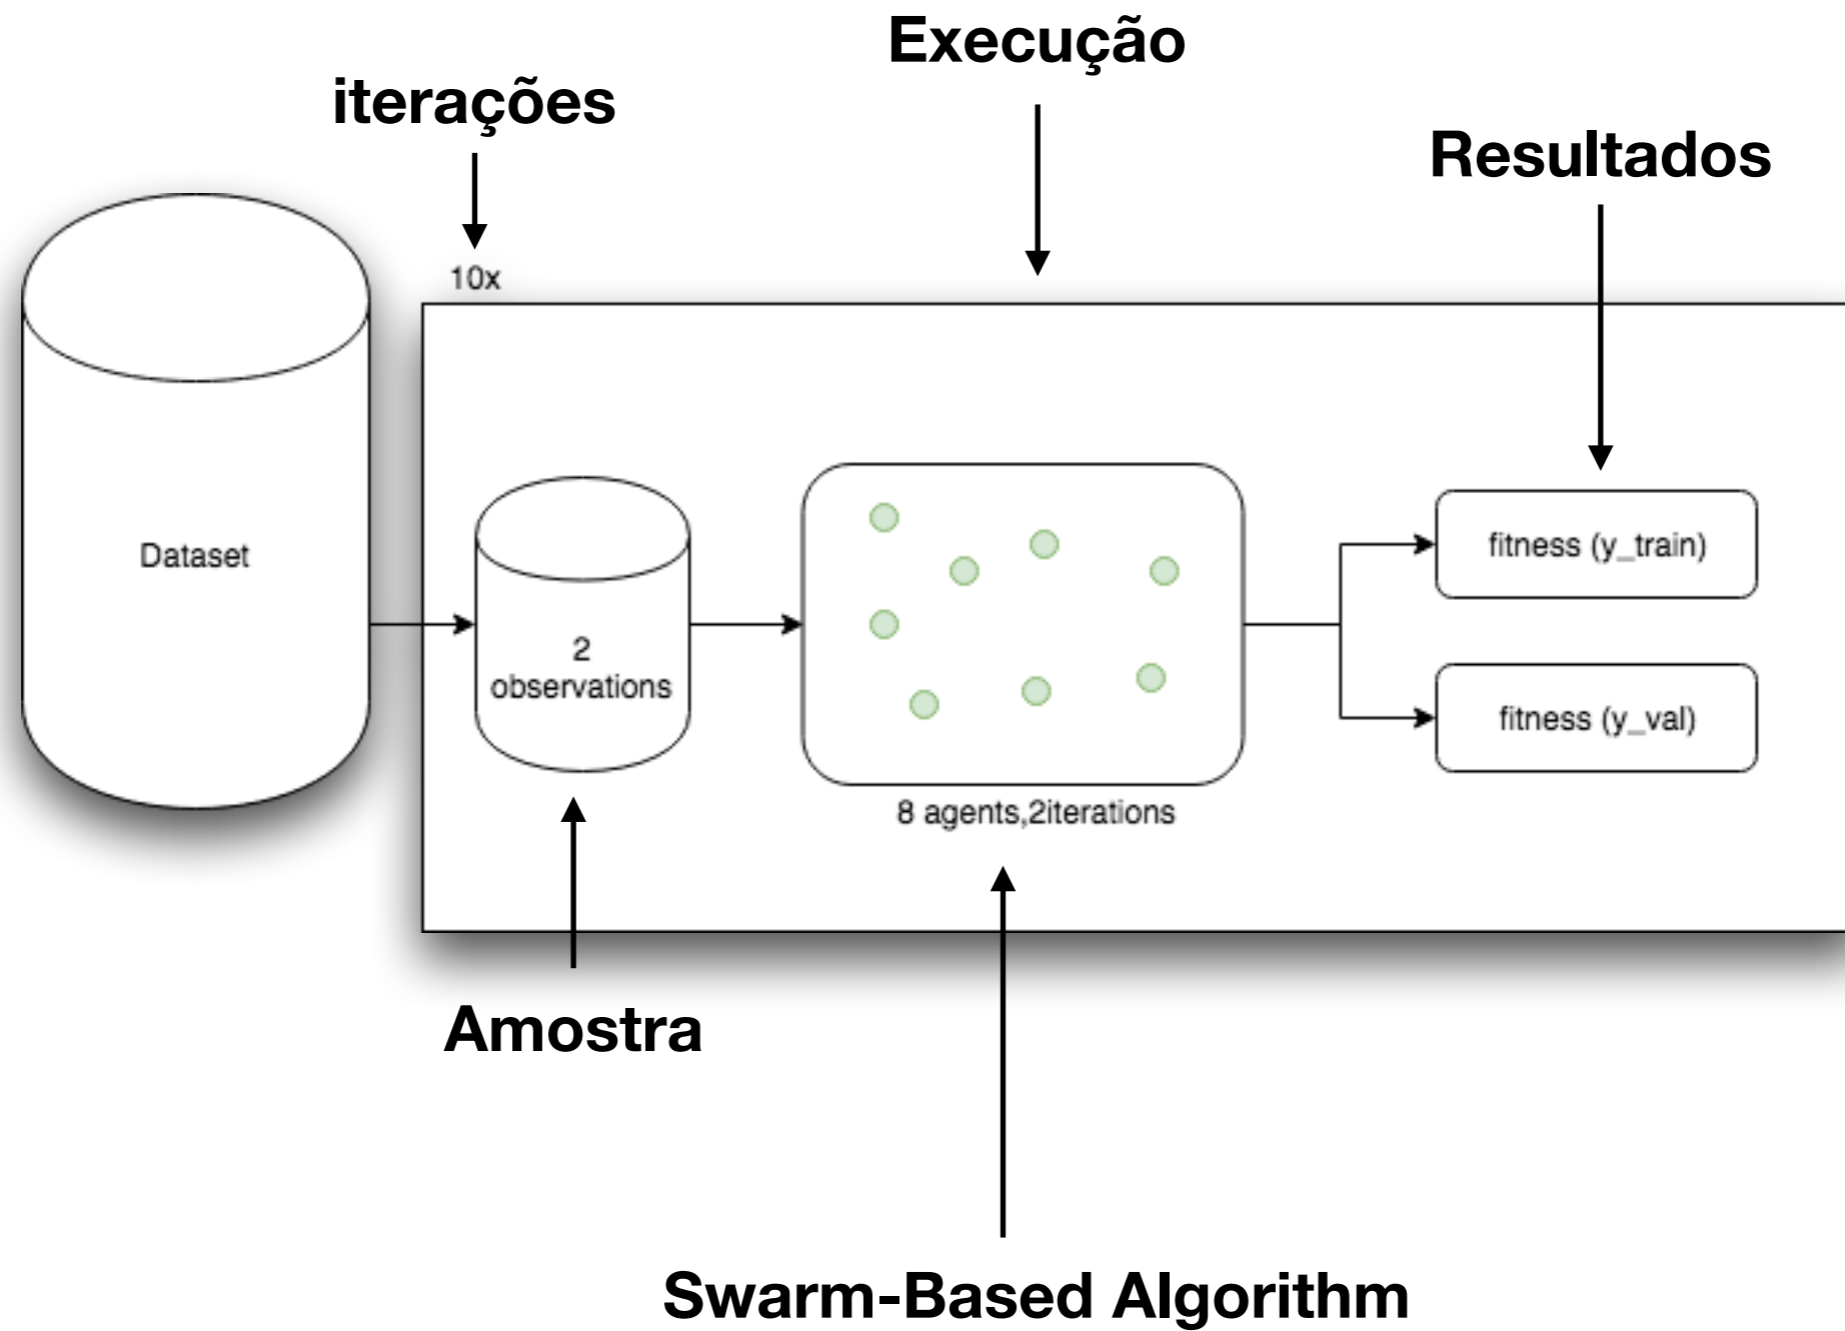 Execução
iterações
Resultados
10x
Dataset
2
observations
fitness (y_train)
fitness (y_val)
8 agents,2iterations
Amostra
Swarm-Based Algorithm